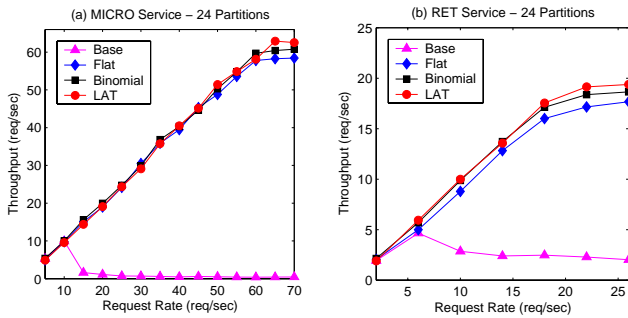 (a) MICRO Service – 24 Partitions
Throughput (req/sec)
60
50
40
30
20
10
0
Base
Flat
Binomial
LAT
10 20 30 40 50 60 70
Request Rate (req/sec)
(b) RET Service – 24 Partitions
Throughput (req/sec)
25
20
15
10
5
0
Base
Flat
Binomial
LAT
5 10 15 20 25
Request Rate (req/sec)